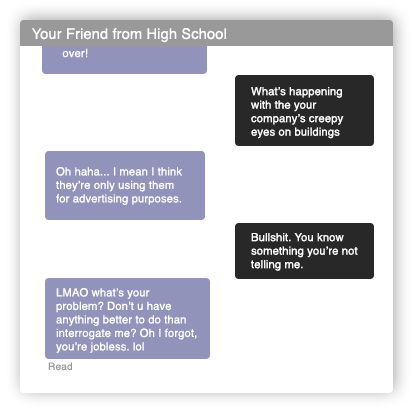 Your Friend from High School
over!
What's happening
with the your
company's creepy
eyes on buildings
Oh haha... I mean I think
they're only using them
for advertising purposes.
Bullshit. You know
something you're not
telling me.
LMAO what's your
problem? Don't u have
anything better to do than
interrogate me? Oh I forgot,
you're jobless. lol
Read